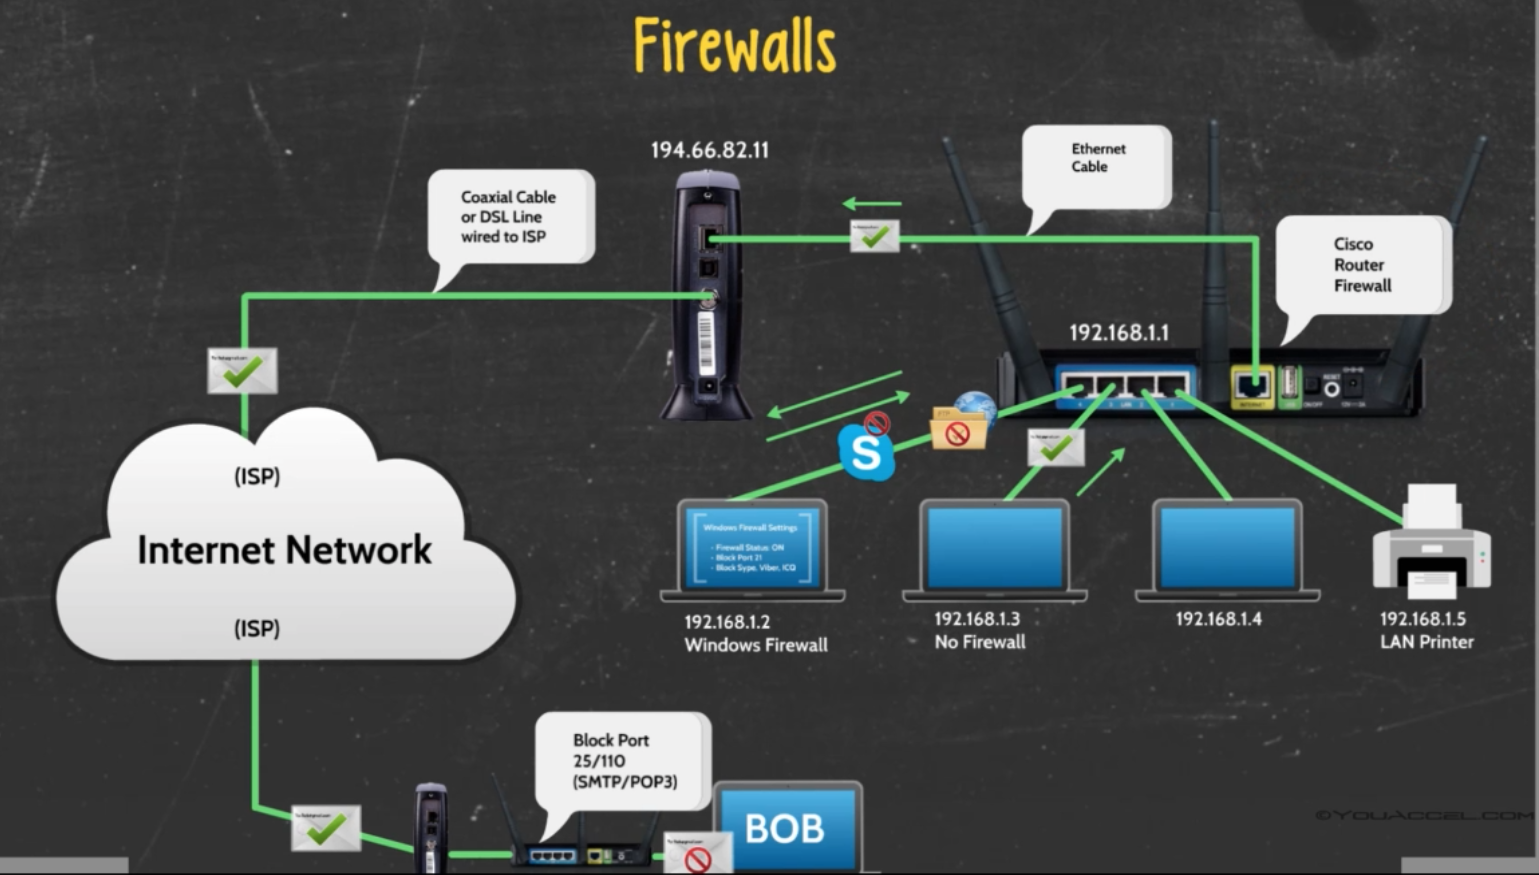 Firewalls
194.66.82.11
Ethernet
Cable
Coaxial Cable
or DSL Line
wired to ISP
Cisco
Router
Firewall
192.168.1.1
INTERNET
RESET
FTP
S
(ISP)
Internet Network
(ISP)
Windows Firewall Settings
- Firewall Status: ON
- Block Port 21
- Block Sype, Viber, ICQ
192.168.1.2
Windows Firewall
192.168.1.3
No Firewall
192.168.1.4
192.168.1.5
LAN Printer
Block Port
25/110
(SMTP/POP3)
BOB
©YOUACCEL.COM